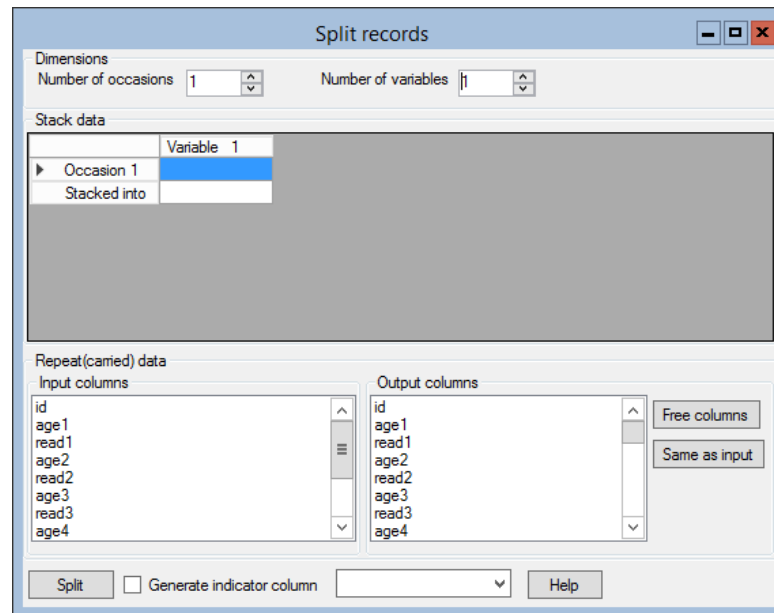 Split records
Dimensions
Number of occasions 1 Number of variables 1
Stack data
Variable 1
Occasion 1
Stacked into
Repeat(carried) data
Input columns Output columns
id id
age1 age1 Free columns
read1 read1
age2 age2 Same as input
read2 read2
age3 age3
read3 read3
age4 age4
Split Generate indicator column Help